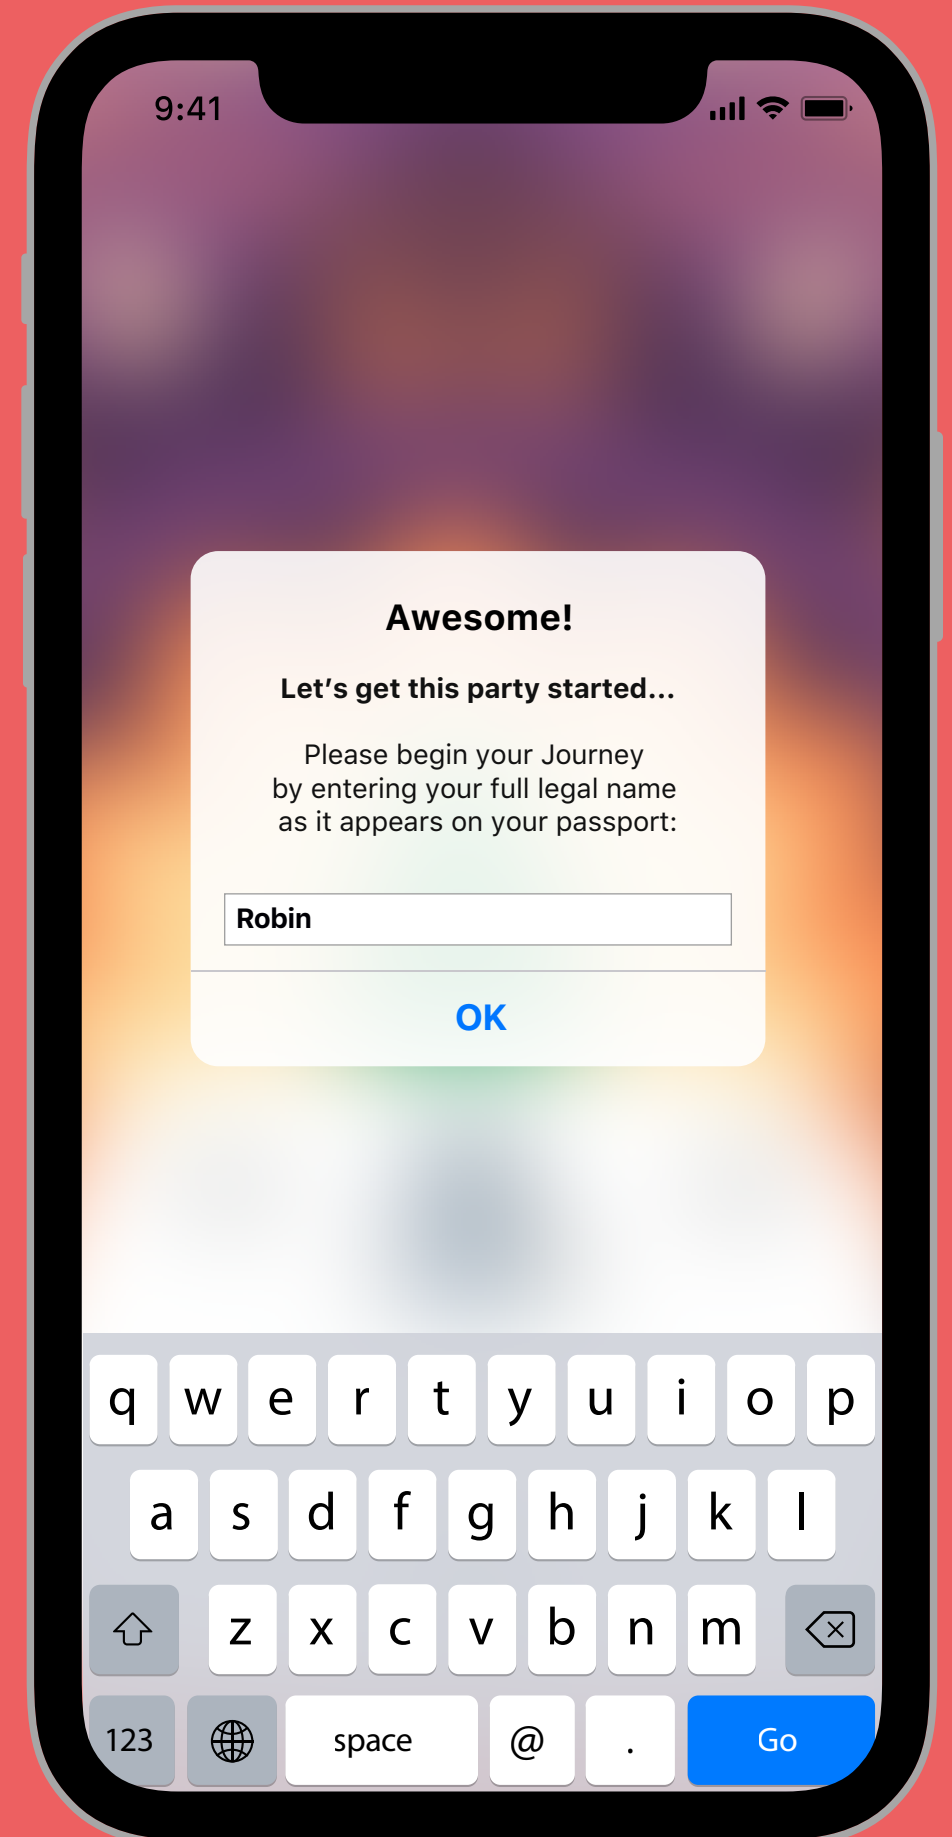 9:41
Awesome!
Let’s get this party started...
Please begin your Journey
by entering your full legal name
as it appears on your passport:
Robin
OK
q w e r t y u i o p
a s d f g h j k l
z x c v b n m
123 space @ . Go